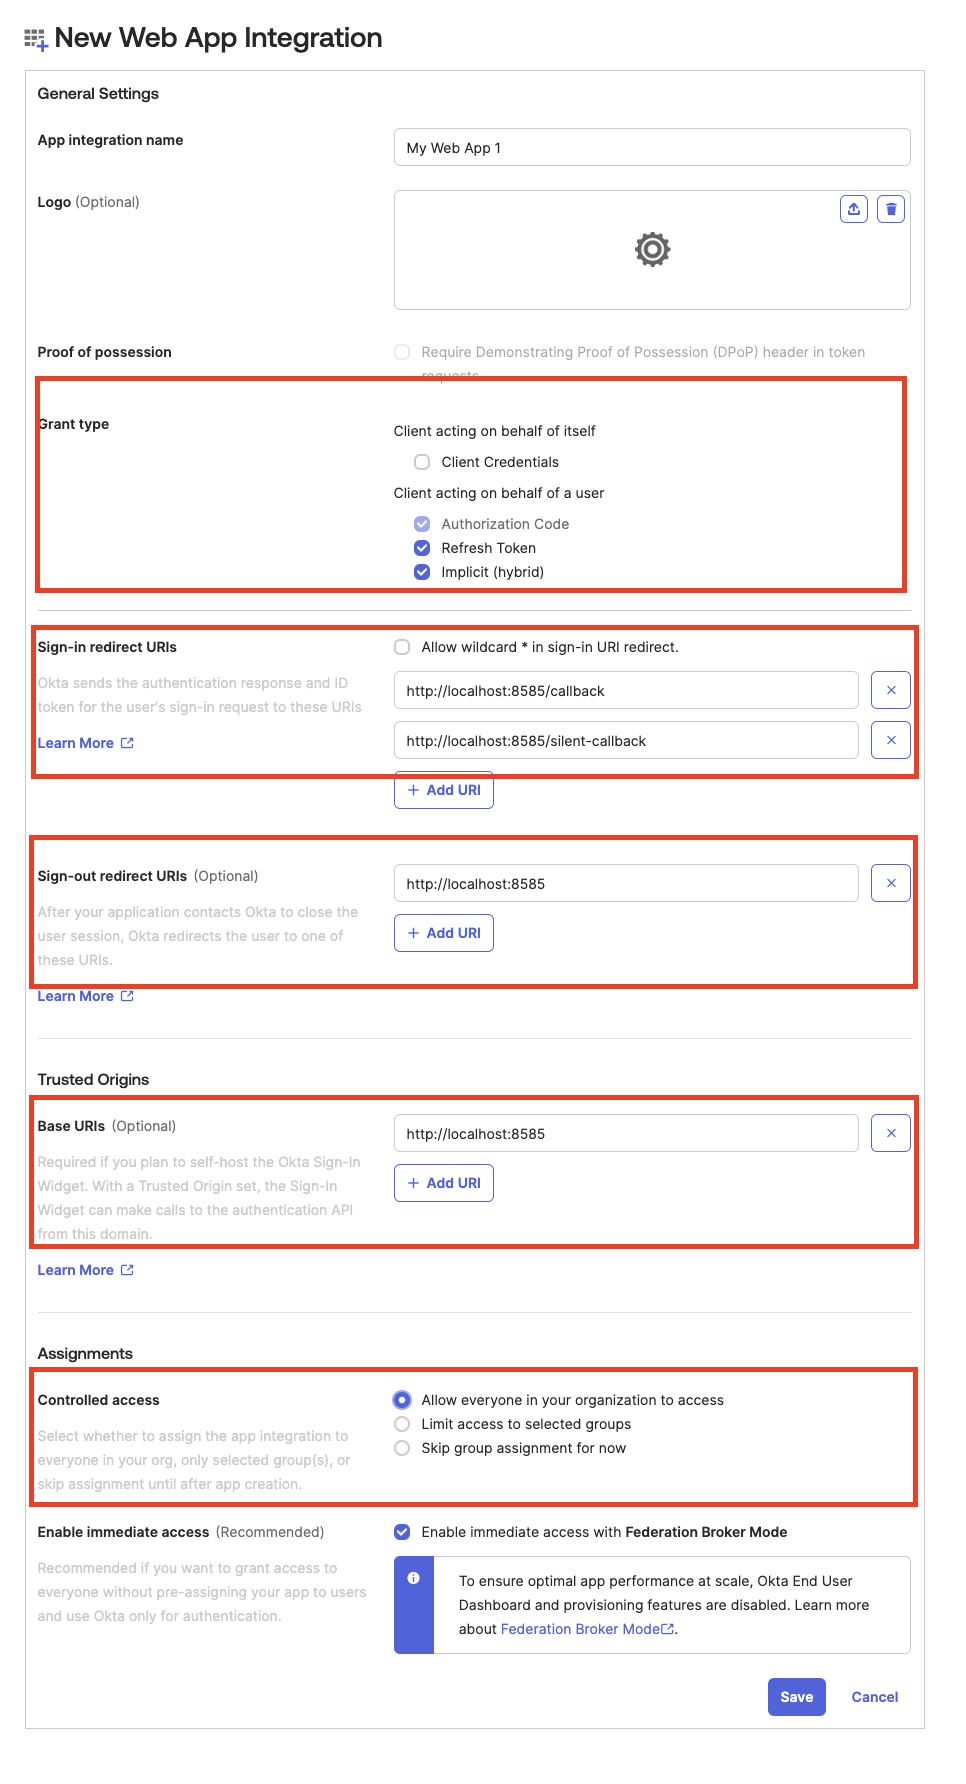 New Web App Integration
General Settings
App integration name
My Web App 1
Logo (Optional)
Proof of possession
Require Demonstrating Proof of Possession (DPoP) header in token
requests
Grant type
Client acting on behalf of itself
Client Credentials
Client acting on behalf of a user
Authorization Code
Refresh Token
Implicit (hybrid)
Sign-in redirect URIs
Allow wildcard * in sign-in URI redirect.
Okta sends the authentication response and ID
token for the user's sign-in request to these URIs
Learn More
http://localhost:8585/callback
http://localhost:8585/silent-callback
+ Add URI
Sign-out redirect URIs (Optional)
After your application contacts Okta to close the
user session, Okta redirects the user to one of
these URIs.
Learn More
http://localhost:8585
+ Add URI
Trusted Origins
Base URIs (Optional)
Required if you plan to self-host the Okta Sign-In
Widget. With a Trusted Origin set, the Sign-In
Widget can make calls to the authentication API
from this domain.
Learn More
http://localhost:8585
+ Add URI
Assignments
Controlled access
Select whether to assign the app integration to
everyone in your org, only selected group(s), or
skip assignment until after app creation.
Allow everyone in your organization to access
Limit access to selected groups
Skip group assignment for now
Enable immediate access (Recommended)
Recommended if you want to grant access to
everyone without pre-assigning your app to users
and use Okta only for authentication.
Enable immediate access with Federation Broker Mode
To ensure optimal app performance at scale, Okta End User
Dashboard and provisioning features are disabled. Learn more
about Federation Broker Mode.
Save
Cancel